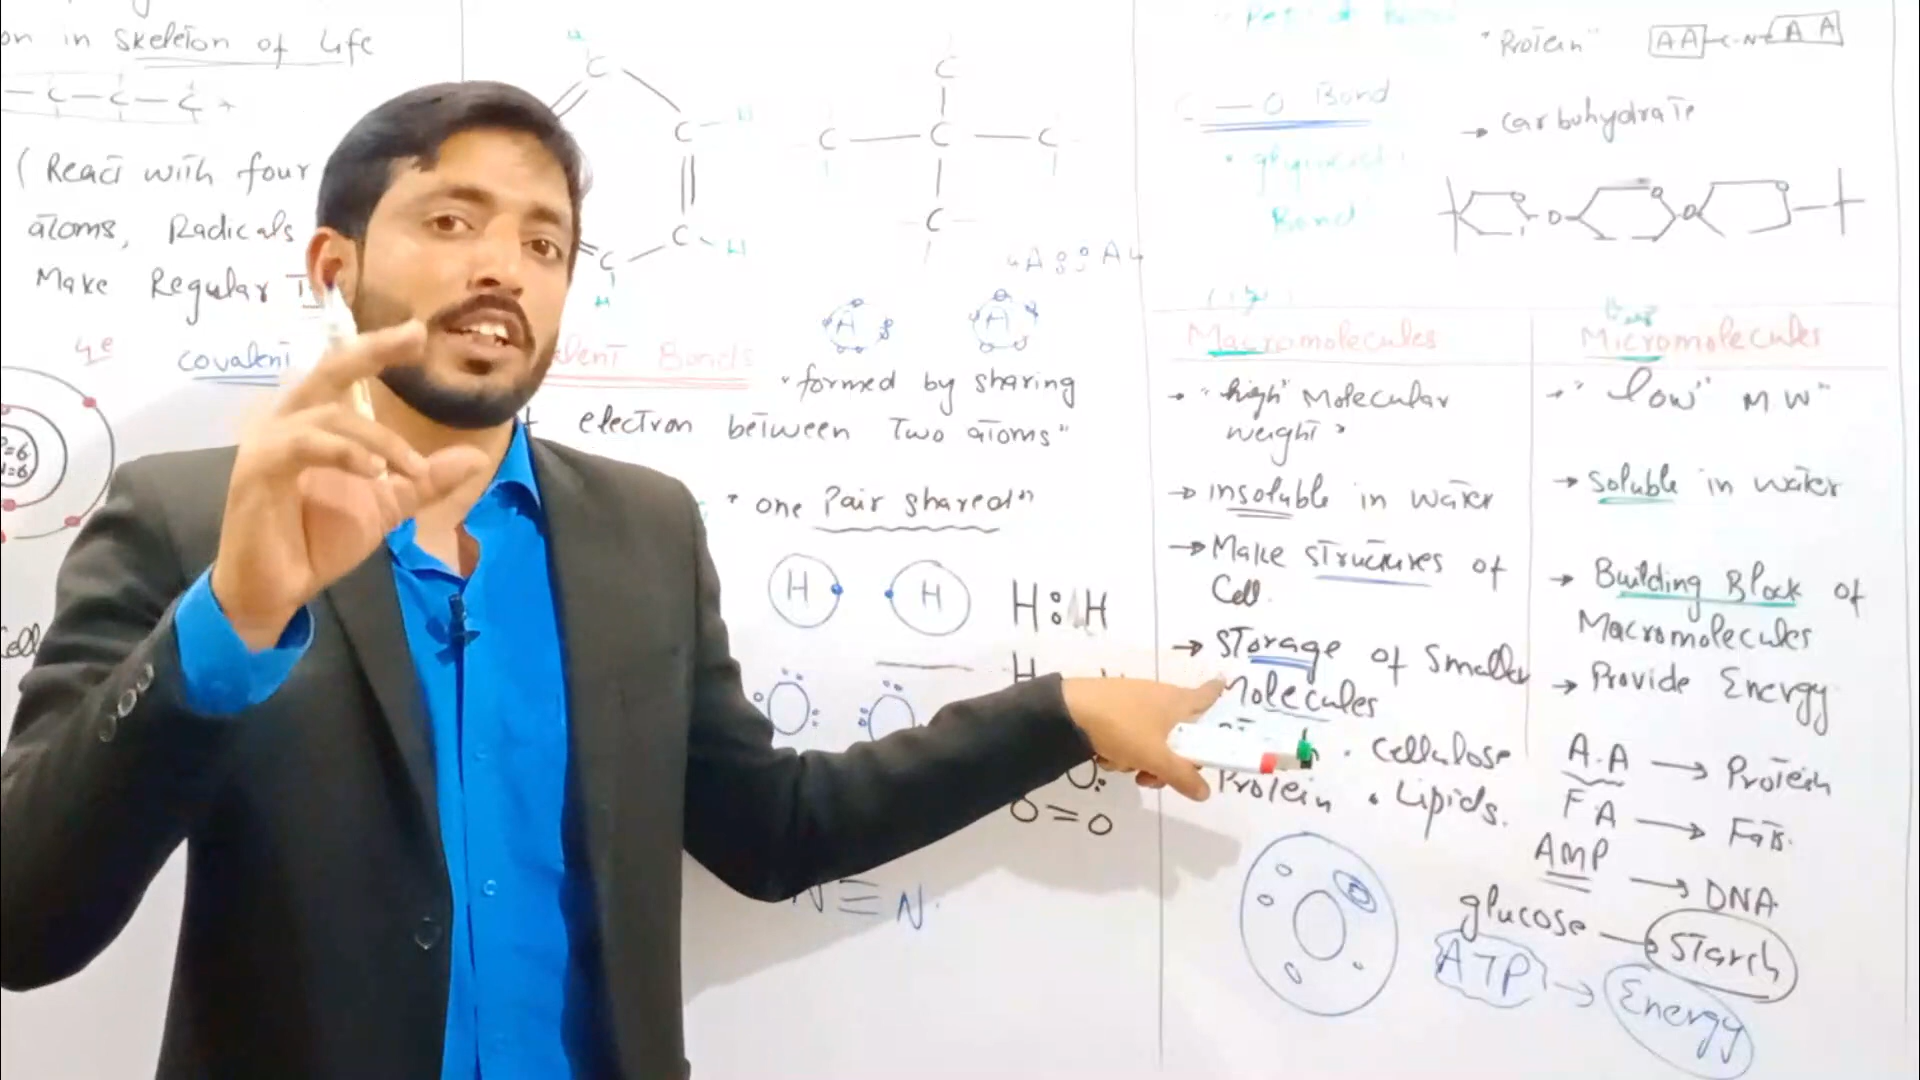 on in skeleton of life
— C — C — C +
(React with four
atoms, Radicals
Make Regular
4e
covalent
Bonds
"formed by sharing
electron between Two atoms"
"one Pair shared"
H H H : H
H
O = O
N ≡ N
C
C — H
C — H
C
H
C
C — C — C
C
A A
"Protein" AA — C - N — AA
C — O Bond
Bond
→ carbohydrate
O O
Macromolecules
→ "high" Molecular
weight"
→ insoluble in water
→ Make structures of
Cell.
→ Storage of Smaller
Molecules
• Cellulose
Protein • Lipids.
Micromolecules
→ "low" M W"
→ Soluble in water
→ Building Block of
Macromolecules
→ Provide Energy
A.A → Protein
FA → Fats.
AMP → DNA
glucose → Starch
ATP → Energy